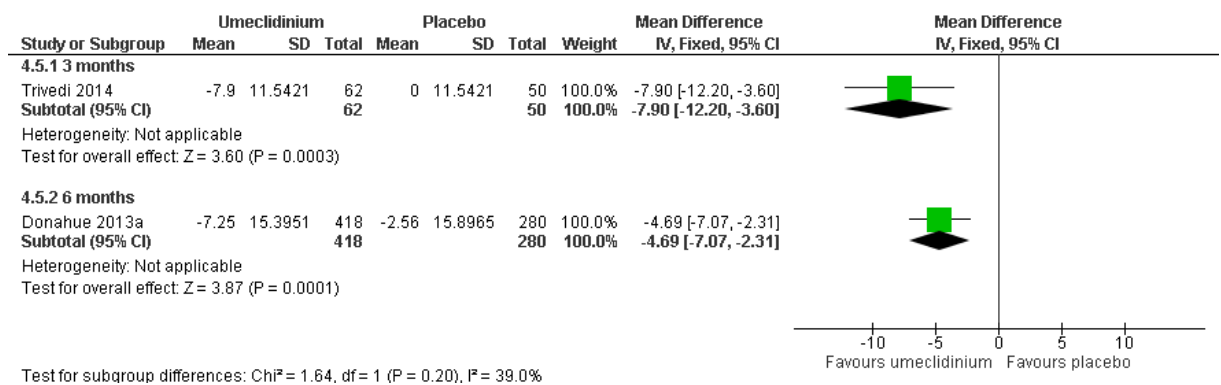 Umeclidinium Placebo Mean Difference Mean Difference
Study or Subgroup Mean SD Total Mean SD Total Weight IV, Fixed, 95% CI IV, Fixed, 95% CI
4.5.1 3 months
Trivedi 2014 -7.9 11.5421 62 0 11.5421 50 100.0% -7.90 [-12.20, -3.60]
Subtotal (95% CI) 62 50 100.0% -7.90 [-12.20, -3.60]
Heterogeneity: Not applicable
Test for overall effect: Z = 3.60 (P = 0.0003)
4.5.2 6 months
Donahue 2013a -7.25 15.3951 418 -2.56 15.8965 280 100.0% -4.69 [-7.07, -2.31]
Subtotal (95% CI) 418 280 100.0% -4.69 [-7.07, -2.31]
Heterogeneity: Not applicable
Test for overall effect: Z = 3.87 (P = 0.0001)
-10 -5 0 5 10
Favours umeclidinium Favours placebo
Test for subgroup differences: Chi² = 1.64, df = 1 (P = 0.20), I² = 39.0%